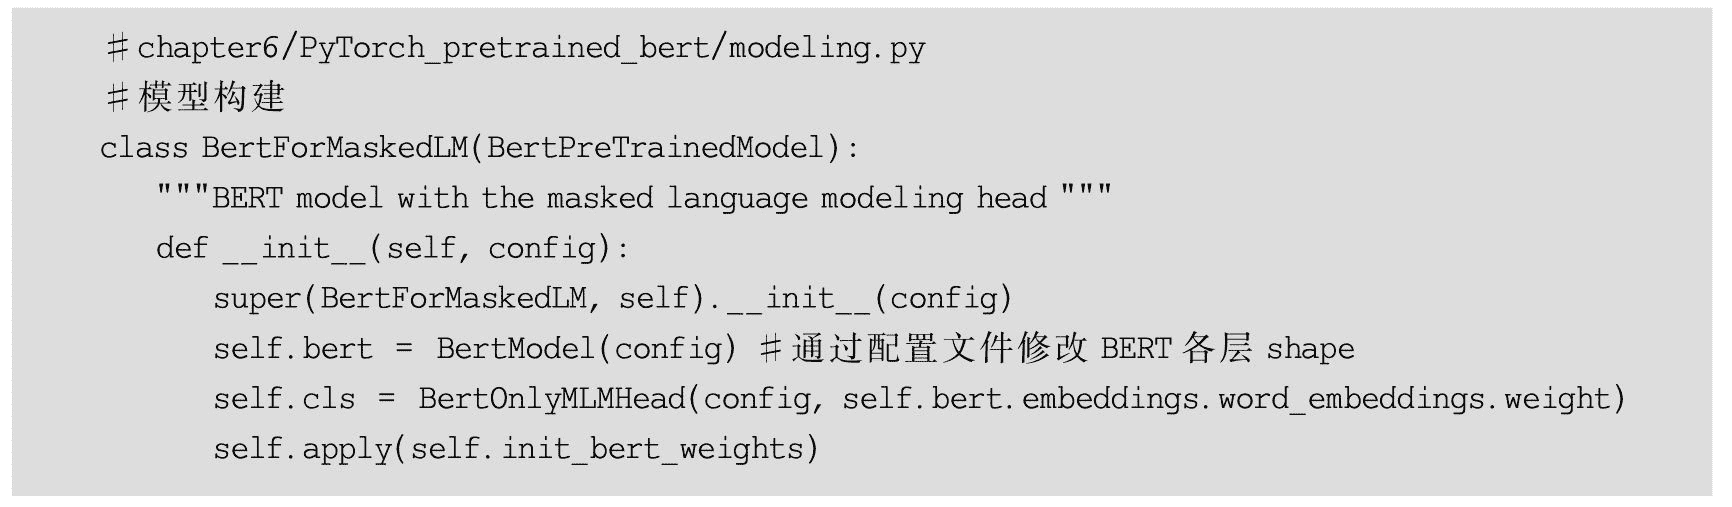 #chapter6/PyTorch_pretrained_bert/modeling.py
#模型构建
class BertForMaskedLM(BertPreTrainedModel):
    """BERT model with the masked language modeling head """
    def __init__(self, config):
        super(BertForMaskedLM, self).__init__(config)
        self.bert = BertModel(config) #通过配置文件修改 BERT 各层 shape
        self.cls = BertOnlyMLMHead(config, self.bert.embeddings.word_embeddings.weight)
        self.apply(self.init_bert_weights)